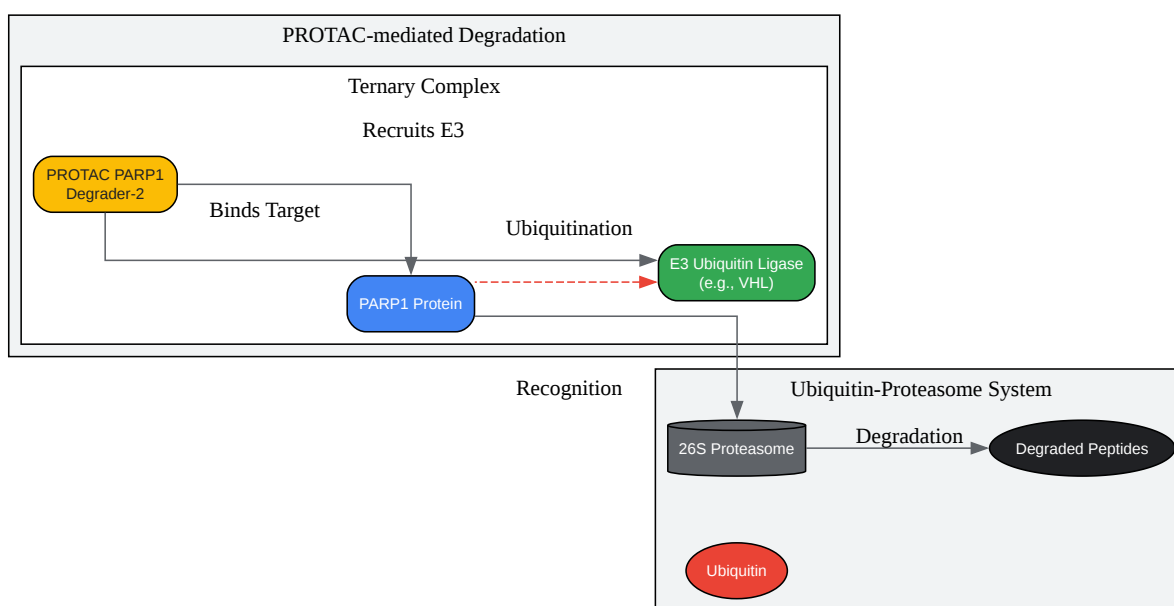 PROTAC-mediated Degradation
Ternary Complex
Recruits E3
PROTAC PARP1
Degrader-2
Binds Target
Ubiquitination
E3 Ubiquitin Ligase
(e.g., VHL)
PARP1 Protein
Recognition
Ubiquitin-Proteasome System
26S Proteasome
Degradation
Degraded Peptides
Ubiquitin